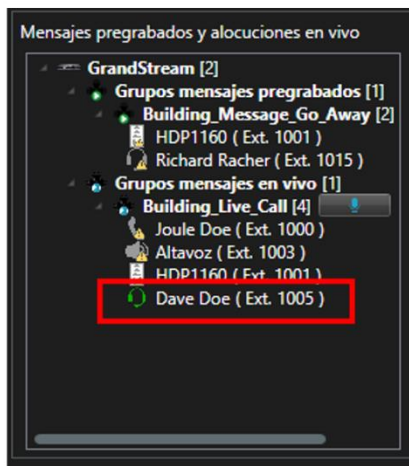 Mensajes pregrabados y alocuciones en vivo
GrandStream [2]
Grupos mensajes pregrabados [1]
Building_Message_Go_Away [2]
HDP1160 ( Ext. 1001 )
Richard Racher ( Ext. 1015 )
Grupos mensajes en vivo [1]
Building_Live_Call [4]
Joule Doe ( Ext. 1000 )
Altavoz ( Ext. 1003 )
HDP1160 ( Ext. 1001 )
Dave Doe ( Ext. 1005 )